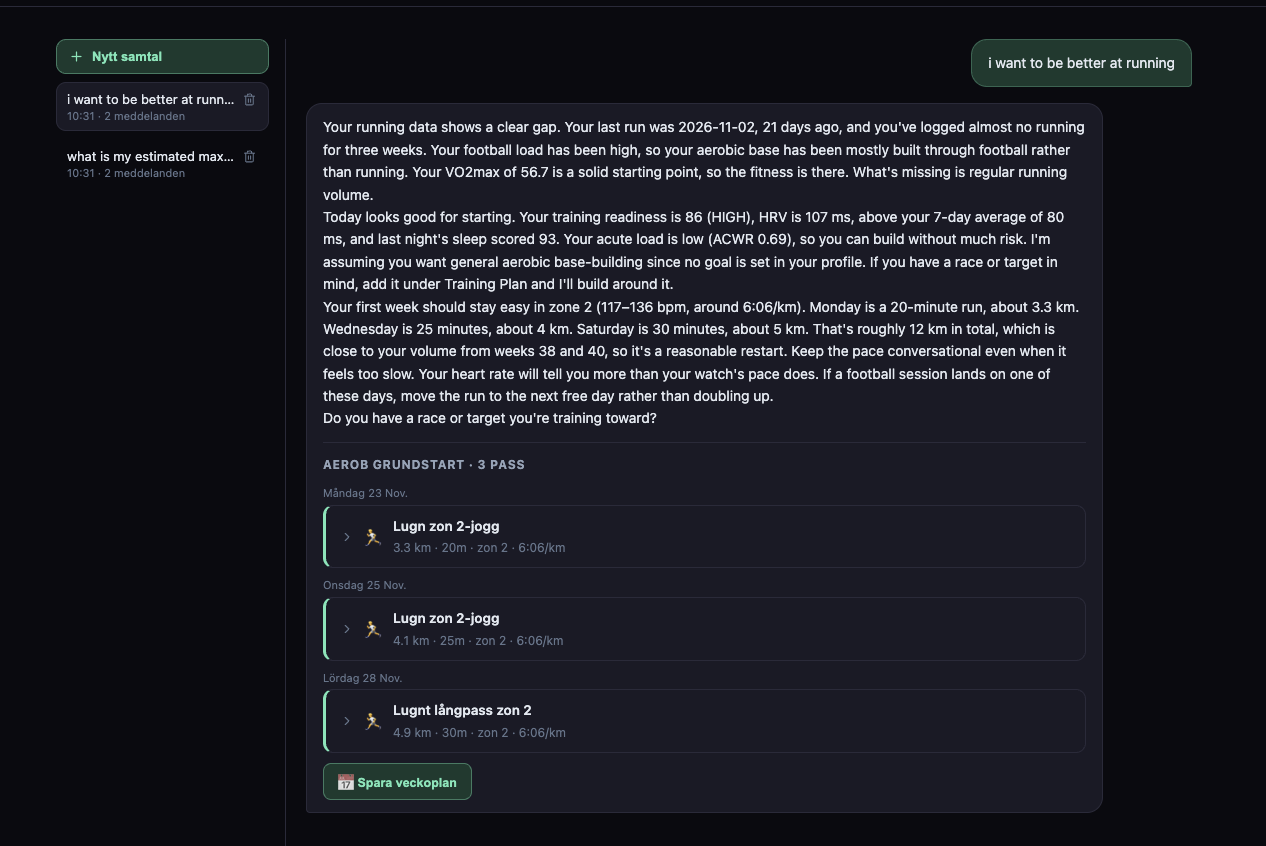 + Nytt samtal
i want to be better at runn...
10:31 · 2 meddelanden
what is my estimated max...
10:31 · 2 meddelanden
i want to be better at running
Your running data shows a clear gap. Your last run was 2026-11-02, 21 days ago, and you've logged almost no running
for three weeks. Your football load has been high, so your aerobic base has been mostly built through football rather
than running. Your VO2max of 56.7 is a solid starting point, so the fitness is there. What's missing is regular running
volume.
Today looks good for starting. Your training readiness is 86 (HIGH), HRV is 107 ms, above your 7-day average of 80
ms, and last night's sleep scored 93. Your acute load is low (ACWR 0.69), so you can build without much risk. I'm
assuming you want general aerobic base-building since no goal is set in your profile. If you have a race or target in
mind, add it under Training Plan and I'll build around it.
Your first week should stay easy in zone 2 (117–136 bpm, around 6:06/km). Monday is a 20-minute run, about 3.3 km.
Wednesday is 25 minutes, about 4 km. Saturday is 30 minutes, about 5 km. That's roughly 12 km in total, which is
close to your volume from weeks 38 and 40, so it's a reasonable restart. Keep the pace conversational even when it
feels too slow. Your heart rate will tell you more than your watch's pace does. If a football session lands on one of
these days, move the run to the next free day rather than doubling up.
Do you have a race or target you're training toward?
AEROB GRUNDSTART · 3 PASS
Måndag 23 Nov.
Lugn zon 2-jogg
3.3 km · 20m · zon 2 · 6:06/km
Onsdag 25 Nov.
Lugn zon 2-jogg
4.1 km · 25m · zon 2 · 6:06/km
Lördag 28 Nov.
Lugnt långpass zon 2
4.9 km · 30m · zon 2 · 6:06/km
17 Spara veckoplan